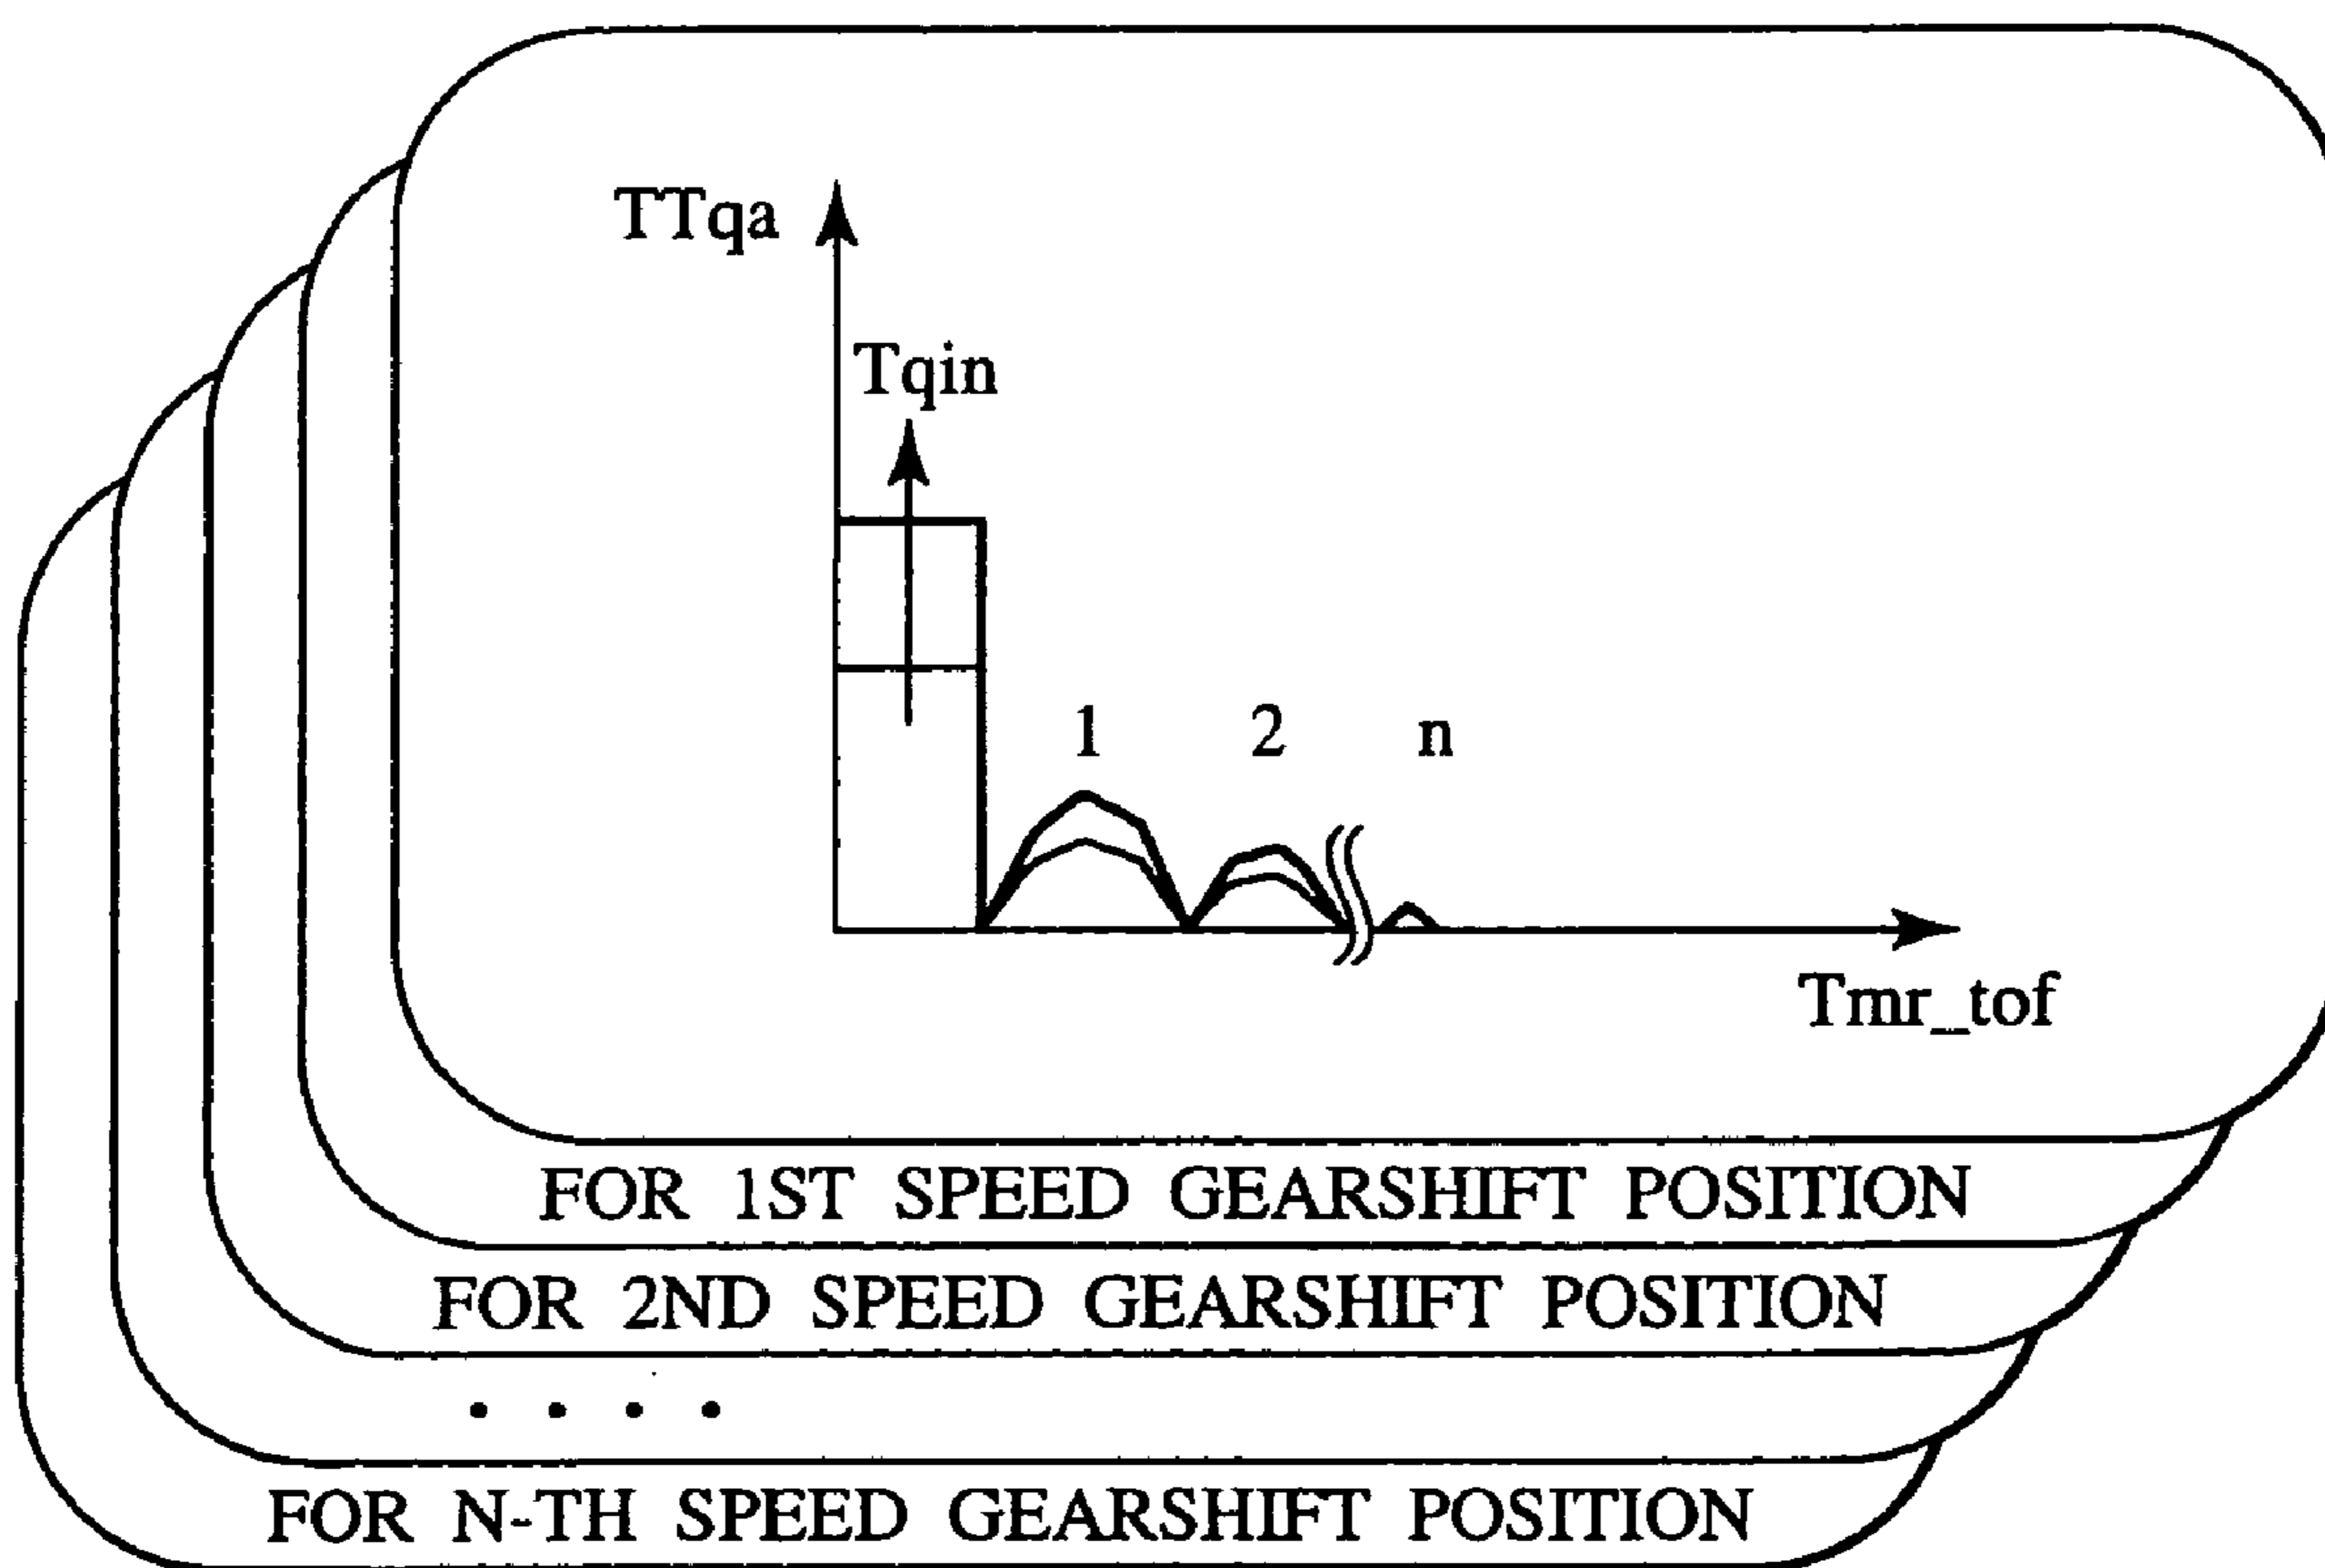 TTqa
Tqin
1 2 n
Tmr_tof
FOR 1ST SPEED GEARSHIFT POSITION
FOR 2ND SPEED GEARSHIFT POSITION
. . . .
FOR N-TH SPEED GEARSHIFT POSITION